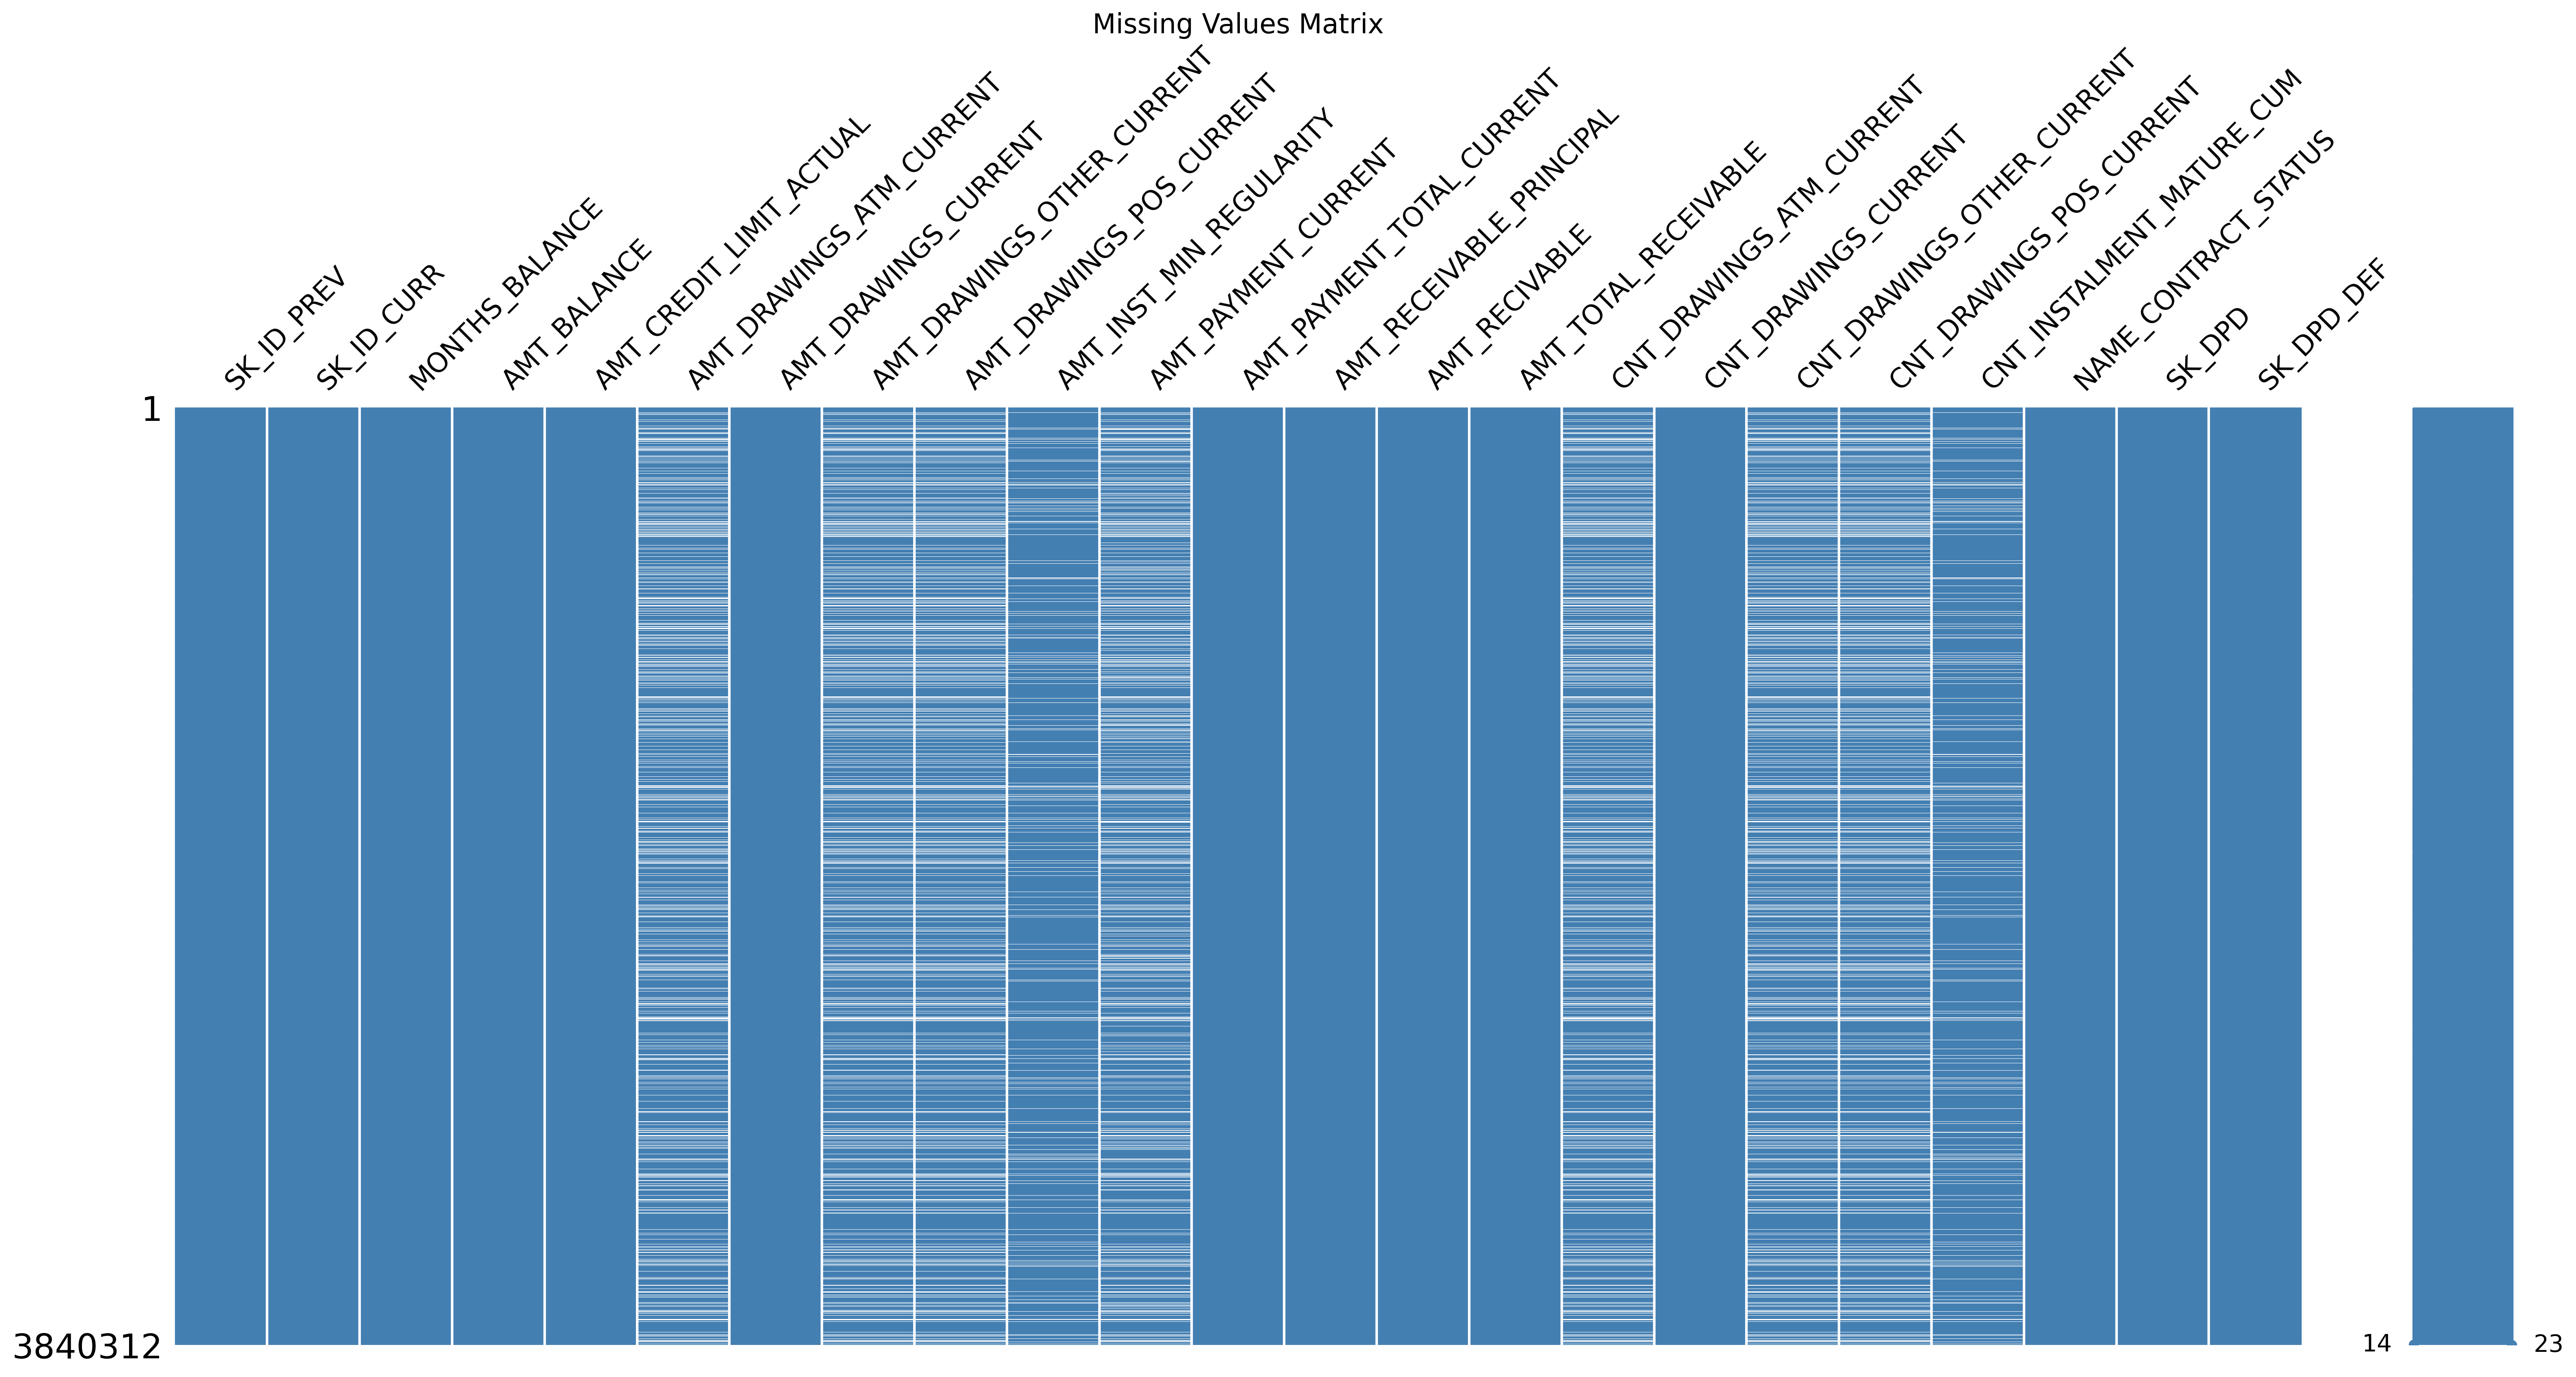 Missing Values Matrix
SK_ID_PREV
SK_ID_CURR
MONTHS_BALANCE
AMT_BALANCE
AMT_CREDIT_LIMIT_ACTUAL
AMT_DRAWINGS_ATM_CURRENT
AMT_DRAWINGS_CURRENT
AMT_DRAWINGS_OTHER_CURRENT
AMT_DRAWINGS_POS_CURRENT
AMT_INST_MIN_REGULARITY
AMT_PAYMENT_CURRENT
AMT_PAYMENT_TOTAL_CURRENT
AMT_RECEIVABLE_PRINCIPAL
AMT_RECIVABLE
AMT_TOTAL_RECEIVABLE
CNT_DRAWINGS_ATM_CURRENT
CNT_DRAWINGS_CURRENT
CNT_DRAWINGS_OTHER_CURRENT
CNT_DRAWINGS_POS_CURRENT
CNT_INSTALMENT_MATURE_CUM
NAME_CONTRACT_STATUS
SK_DPD
SK_DPD_DEF
1
3840312
14
23